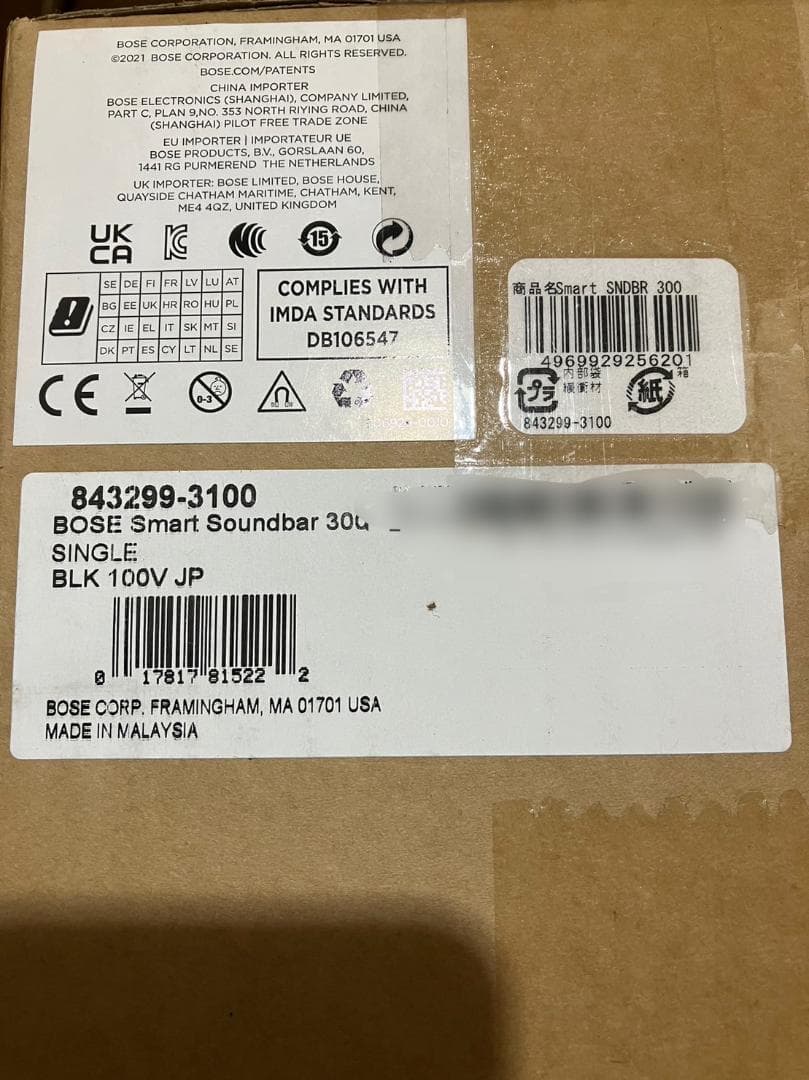 BOSE CORPORATION, FRAMINGHAM, MA 01701 USA
©2021 BOSE CORPORATION. ALL RIGHTS RESERVED.
BOSE.COM/PATENTS
CHINA IMPORTER
BOSE ELECTRONICS (SHANGHAI), COMPANY LIMITED,
PART C, PLAN 9,NO. 353 NORTH RIYING ROAD, CHINA
(SHANGHAI) PILOT FREE TRADE ZONE
EU IMPORTER | IMPORTATEUR UE
BOSE PRODUCTS, B.V., GORSLAAN 60,
1441 RG PURMEREND THE NETHERLANDS
UK IMPORTER: BOSE LIMITED, BOSE HOUSE,
QUAYSIDE CHATHAM MARITIME, CHATHAM, KENT,
ME4 4QZ, UNITED KINGDOM
UK
CA
15
SE DE FI FR LV LU AT
BG EE UK HR RO HU PL
CZ IE EL IT SK MT SI
DK PT ES CY LT NL SE
COMPLIES WITH
IMDA STANDARDS
DB106547
CE
0-3
商品名Smart SNDBR 300
4969929256201
プラ
内部袋
緩衝材
紙
箱
843299-3100
843299-3100
BOSE Smart Soundbar 300
SINGLE
BLK 100V JP
0 17817 81522 2
BOSE CORP. FRAMINGHAM, MA 01701 USA
MADE IN MALAYSIA